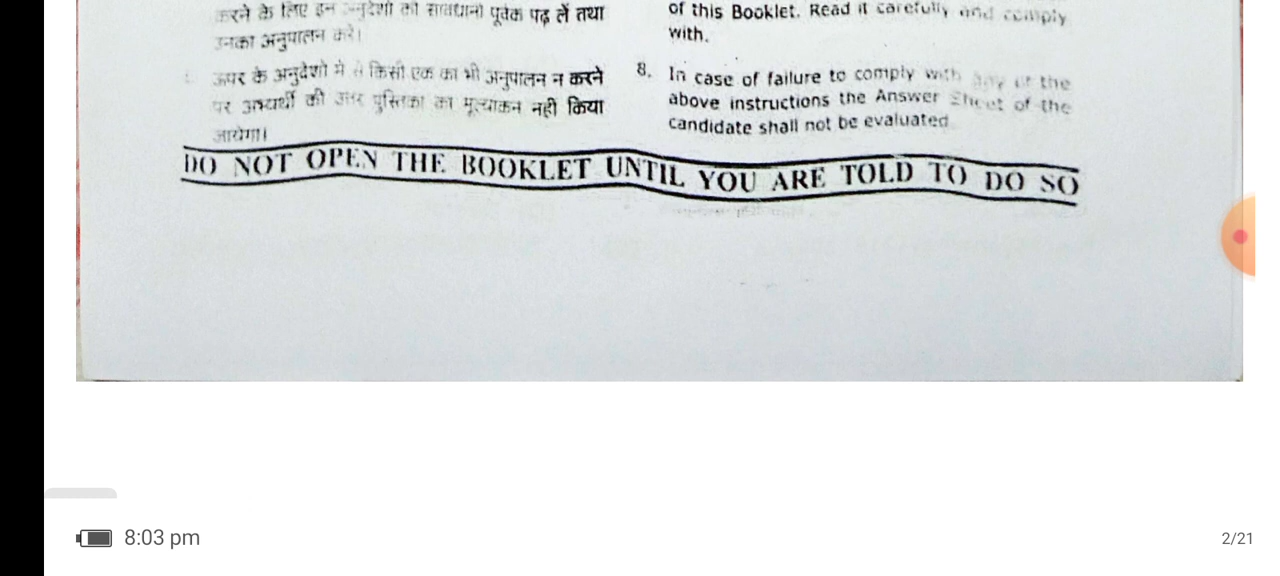 करने के लिए इन अनुदेशों को सावधानी पूर्वक पढ़ लें तथा
उनका अनुपालन करें।
ऊपर के अनुदेशो में से किसी एक का भी अनुपालन न करने
पर अभ्यर्थी की उत्तर पुस्तिका का मूल्याकन नही किया
जायेगा।
of this Booklet. Read it carefully and comply
with.
8. In case of failure to comply with any of the
above instructions the Answer Sheet of the
candidate shall not be evaluated
DO NOT OPEN THE BOOKLET UNTIL YOU ARE TOLD TO DO SO
8:03 pm
2/21